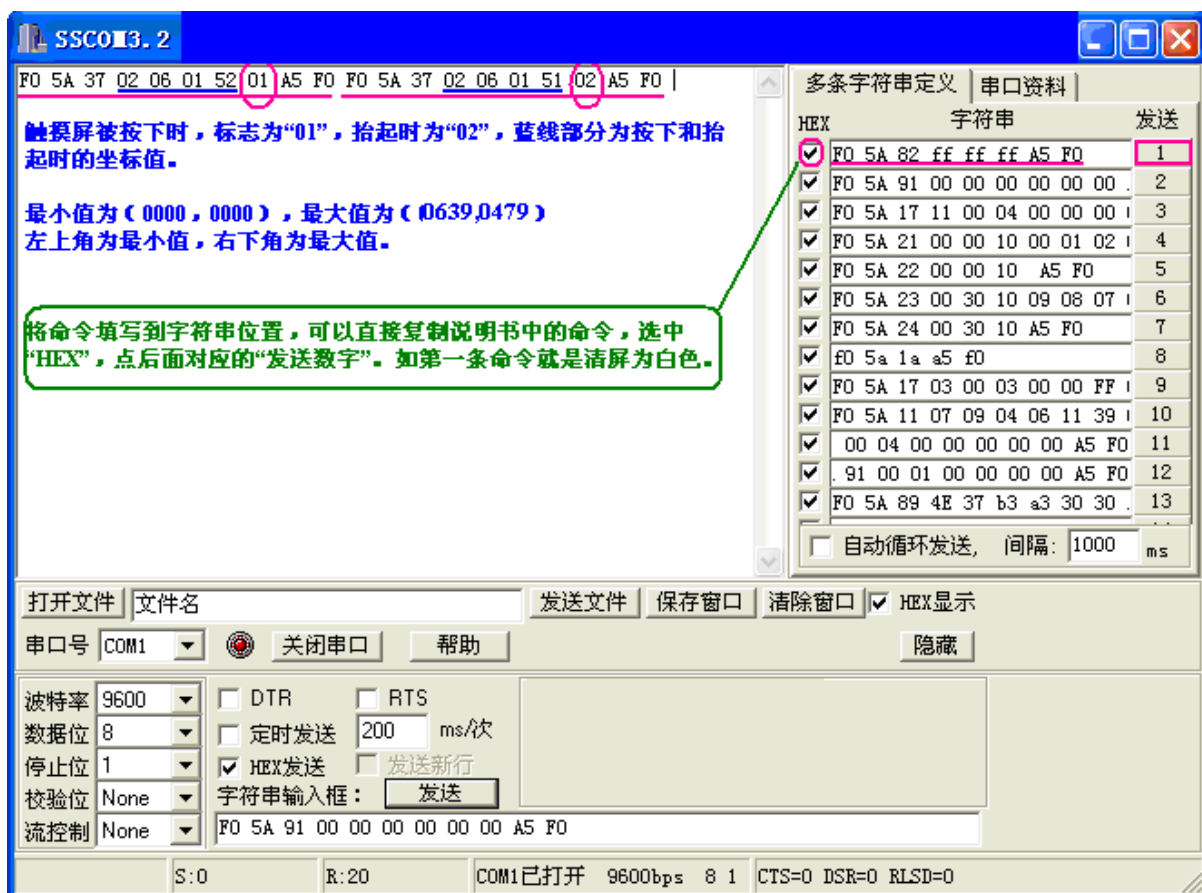 SSCOM3.2
F0 5A 37 02 06 01 52 01 A5 F0 F0 5A 37 02 06 01 51 02 A5 F0
触摸屏被按下时，标志为“01”，抬起时为“02”，蓝线部分为按下和抬
起时的坐标值。
最小值为（0000，0000），最大值为（0639,0479）
左上角为最小值，右下角为最大值。
将命令填写到字符串位置，可以直接复制说明书中的命令，选中
“HEX”，点后面对应的“发送数字”。如第一条命令就是清屏为白色。
多条字符串定义 串口资料
HEX 字符串 发送
F0 5A 82 ff ff ff A5 F0 1
F0 5A 91 00 00 00 00 00 00 . 2
F0 5A 17 11 00 04 00 00 00 3
F0 5A 21 00 00 10 00 01 02 4
F0 5A 22 00 00 10 A5 F0 5
F0 5A 23 00 30 10 09 08 07 6
F0 5A 24 00 30 10 A5 F0 7
f0 5a 1a a5 f0 8
F0 5A 17 03 00 03 00 00 FF 9
F0 5A 11 07 09 04 06 11 39 10
00 04 00 00 00 00 00 A5 F0 11
. 91 00 01 00 00 00 00 A5 F0 12
F0 5A 89 4E 37 b3 a3 30 30 . 13
自动循环发送, 间隔: 1000 ms
打开文件 文件名 发送文件 保存窗口 清除窗口 HEX显示
串口号 COM1 关闭串口 帮助 隐藏
波特率 9600 DTR RTS
数据位 8 定时发送 200 ms/次
停止位 1 HEX发送 发送新行
校验位 None 字符串输入框： 发送
流控制 None F0 5A 91 00 00 00 00 00 00 A5 F0
S:0 R:20 COM1已打开 9600bps 8 1 CTS=0 DSR=0 RLSD=0